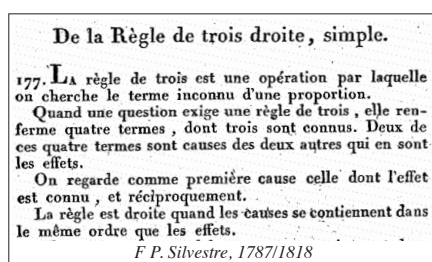 De la Règle de trois droite, simple.
177. LA règle de trois est une opération par laquelle
on cherche le terme inconnu d'une proportion.
Quand une question exige une règle de trois, elle ren-
ferme quatre termes, dont trois sont connus. Deux de
ces quatre termes sont causes des deux autres qui en sont
les effets.
On regarde comme première cause celle dont l'effet
est connu, et réciproquement.
La règle est droite quand les causes se contiennent dans
le même ordre que les effets.
F P. Silvestre, 1787/1818